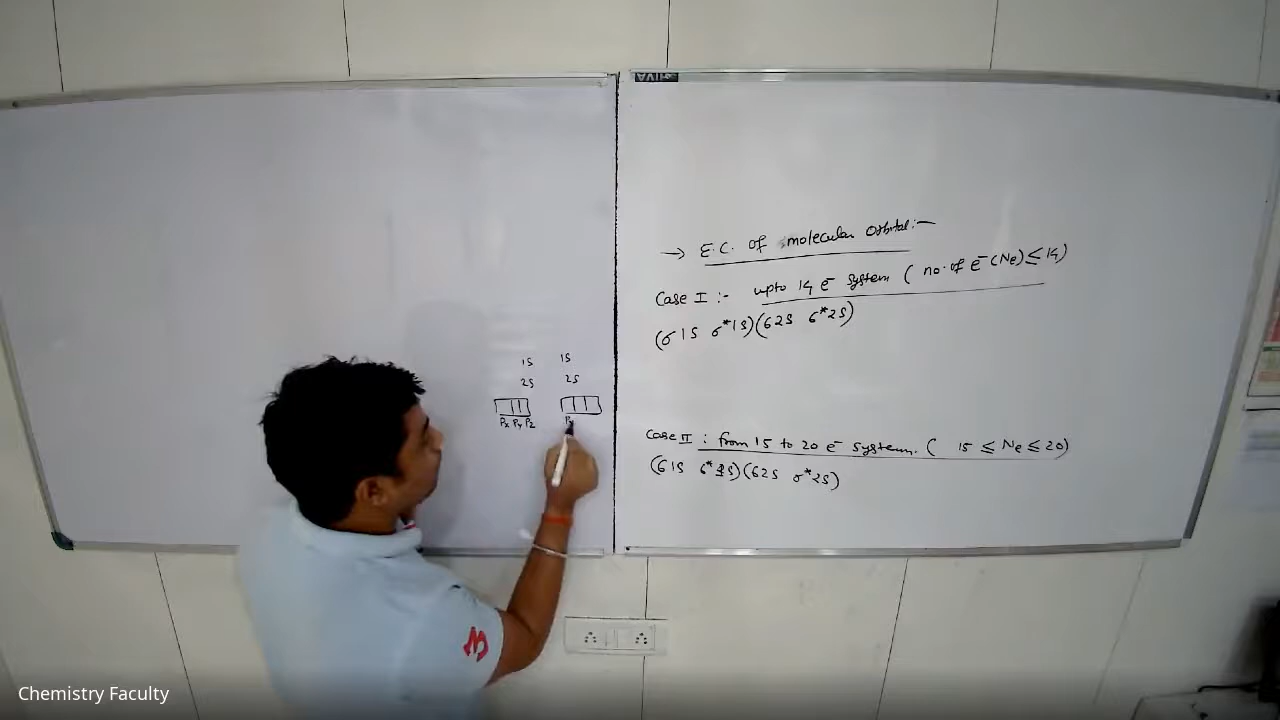 1S 1S
2S 2S
Px Py Pz Px
→ E.C. of molecular Orbital:-
Case I :- upto 14 e⁻ system ( no. of e⁻ (Ne) ≤ 14)
(σ1S σ*1S)(σ2S σ*2S)
Case II : from 15 to 20 e⁻ system. ( 15 ≤ Ne ≤ 20)
(σ1S σ*1S)(σ2S σ*2S)
Chemistry Faculty